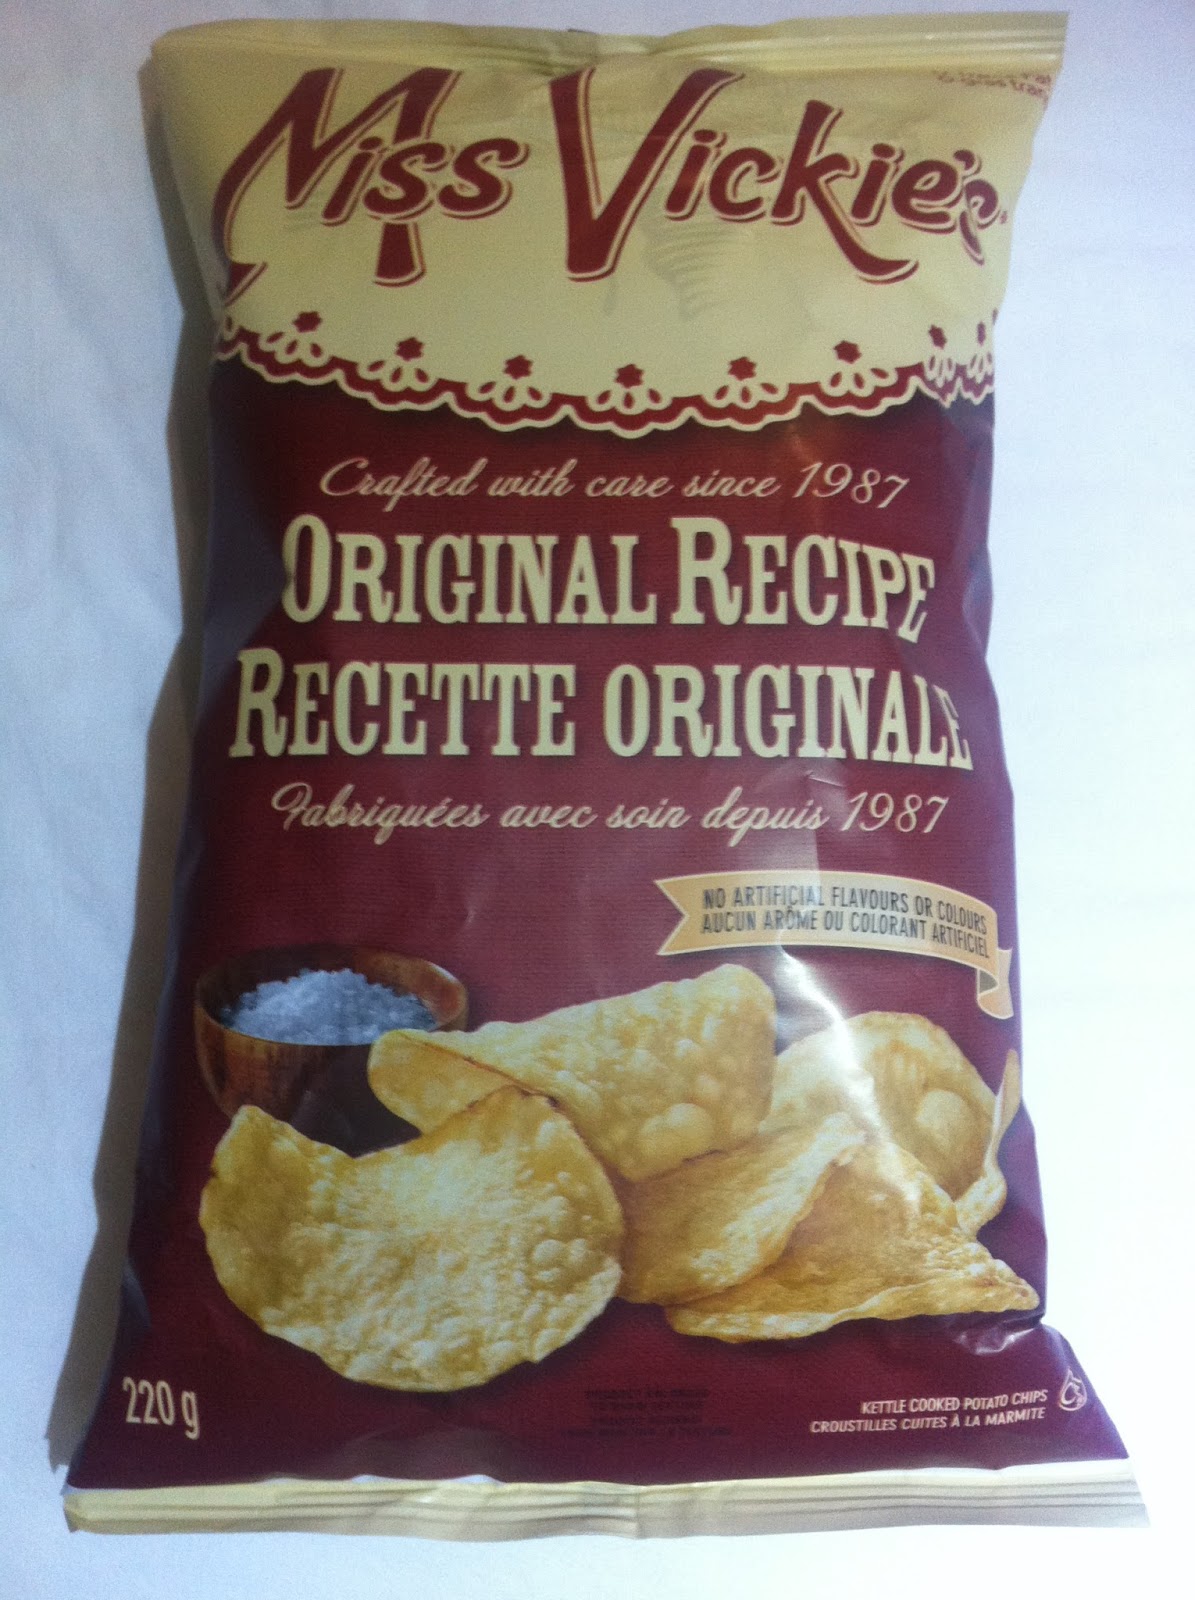 Miss Vickie's
Crafted with care since 1987
ORIGINAL RECIPE
RECETTE ORIGINALE
Fabriquées avec soin depuis 1987
NO ARTIFICIAL FLAVOURS OR COLOURS
AUCUN ARÔME OU COLORANT ARTIFICIEL
220 g
KETTLE COOKED POTATO CHIPS
CROUSTILLES CUITES À LA MARMITE